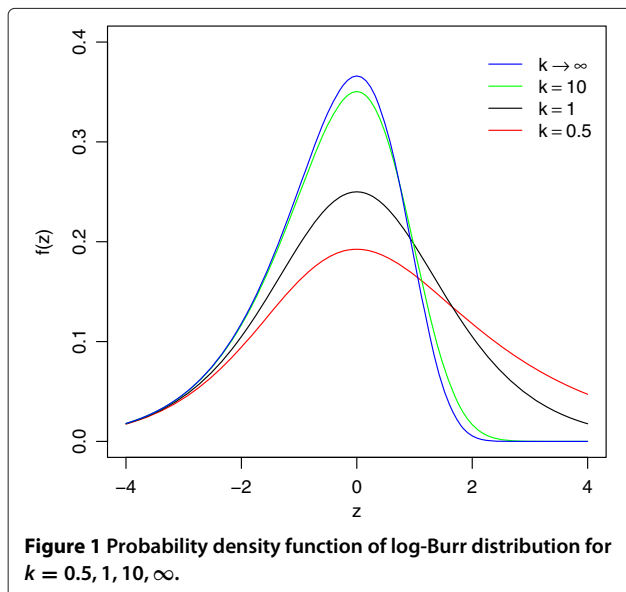 0.4
0.3
0.2
0.1
0.0
f(z)
k → ∞
k = 10
k = 1
k = 0.5
−4
−2
0
2
4
z
Figure 1 Probability density function of log-Burr distribution for
k = 0.5, 1, 10, ∞.